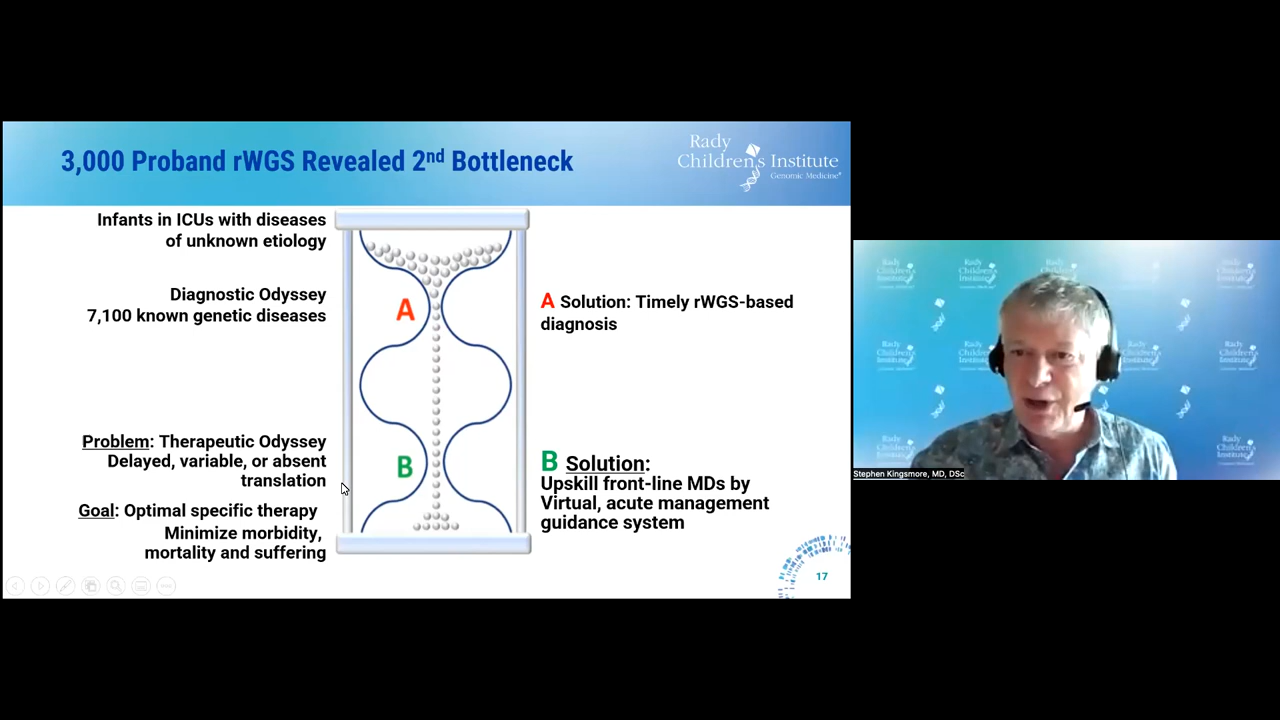 3,000 Proband rWGS Revealed 2nd Bottleneck
Rady
Children's Institute
Genomic Medicine®
Infants in ICUs with diseases
of unknown etiology
Diagnostic Odyssey
7,100 known genetic diseases
A
A Solution: Timely rWGS-based
diagnosis
Problem: Therapeutic Odyssey
Delayed, variable, or absent
translation
Goal: Optimal specific therapy
Minimize morbidity,
mortality and suffering
B
B Solution:
Upskill front-line MDs by
Virtual, acute management
guidance system
17
Rady
Children's
Institute
Stephen Kingsmore, MD, DSc